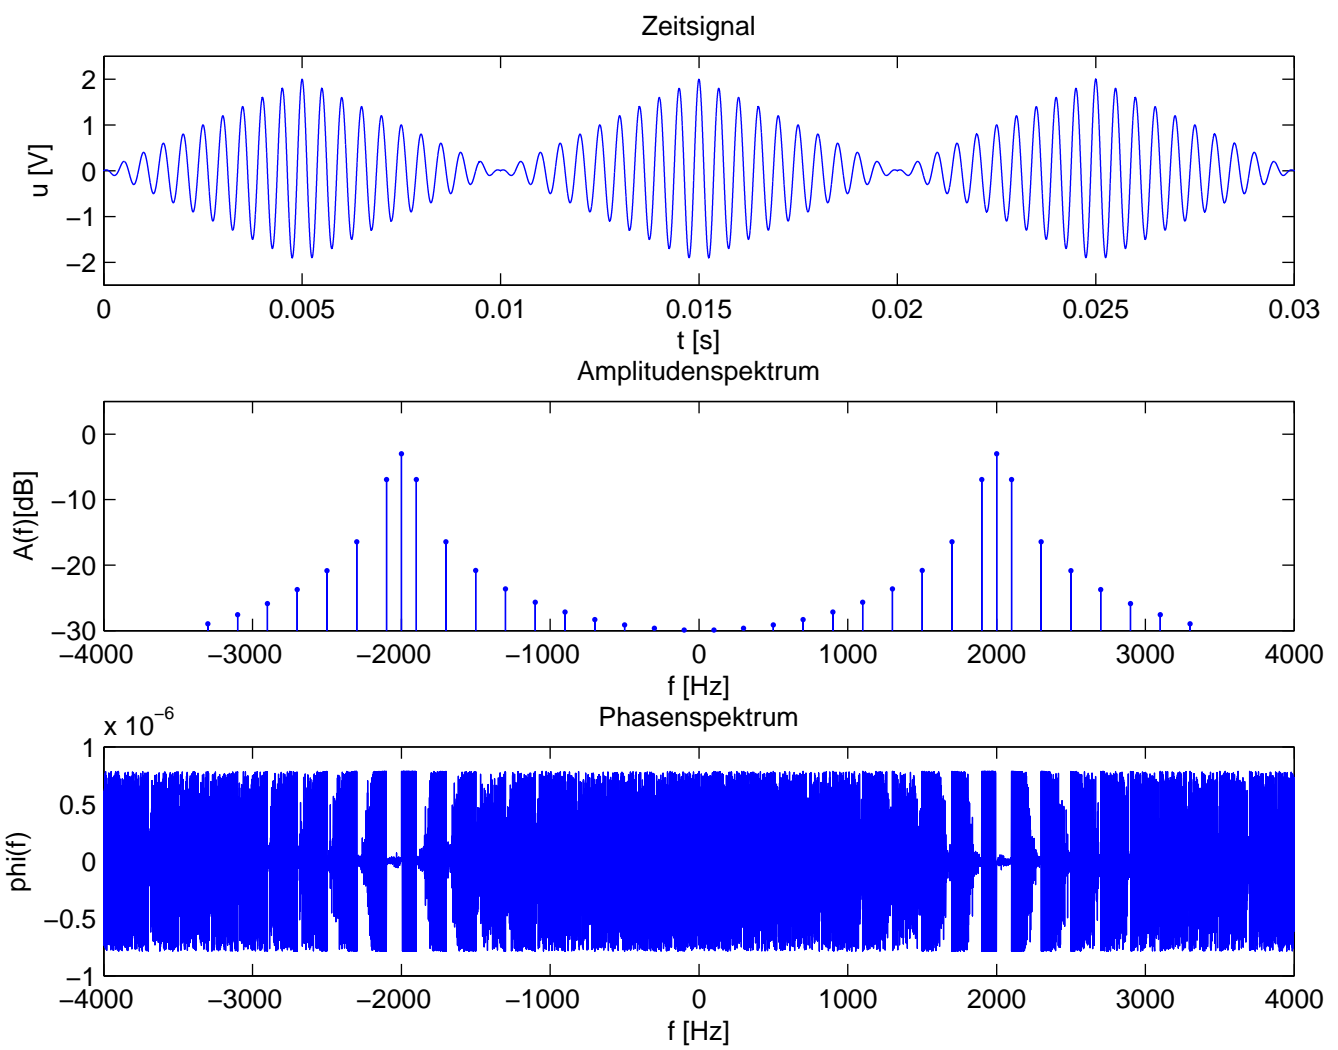 Zeitsignal
2
1
0
−1
−2
u [V]
0 0.005 0.01 0.015 0.02 0.025 0.03
t [s]
Amplitudenspektrum
0
−10
−20
−30
A(f)[dB]
−4000 −3000 −2000 −1000 0 1000 2000 3000 4000
f [Hz]
Phasenspektrum
x 10−6
1
0.5
0
−0.5
−1
phi(f)
−4000 −3000 −2000 −1000 0 1000 2000 3000 4000
f [Hz]